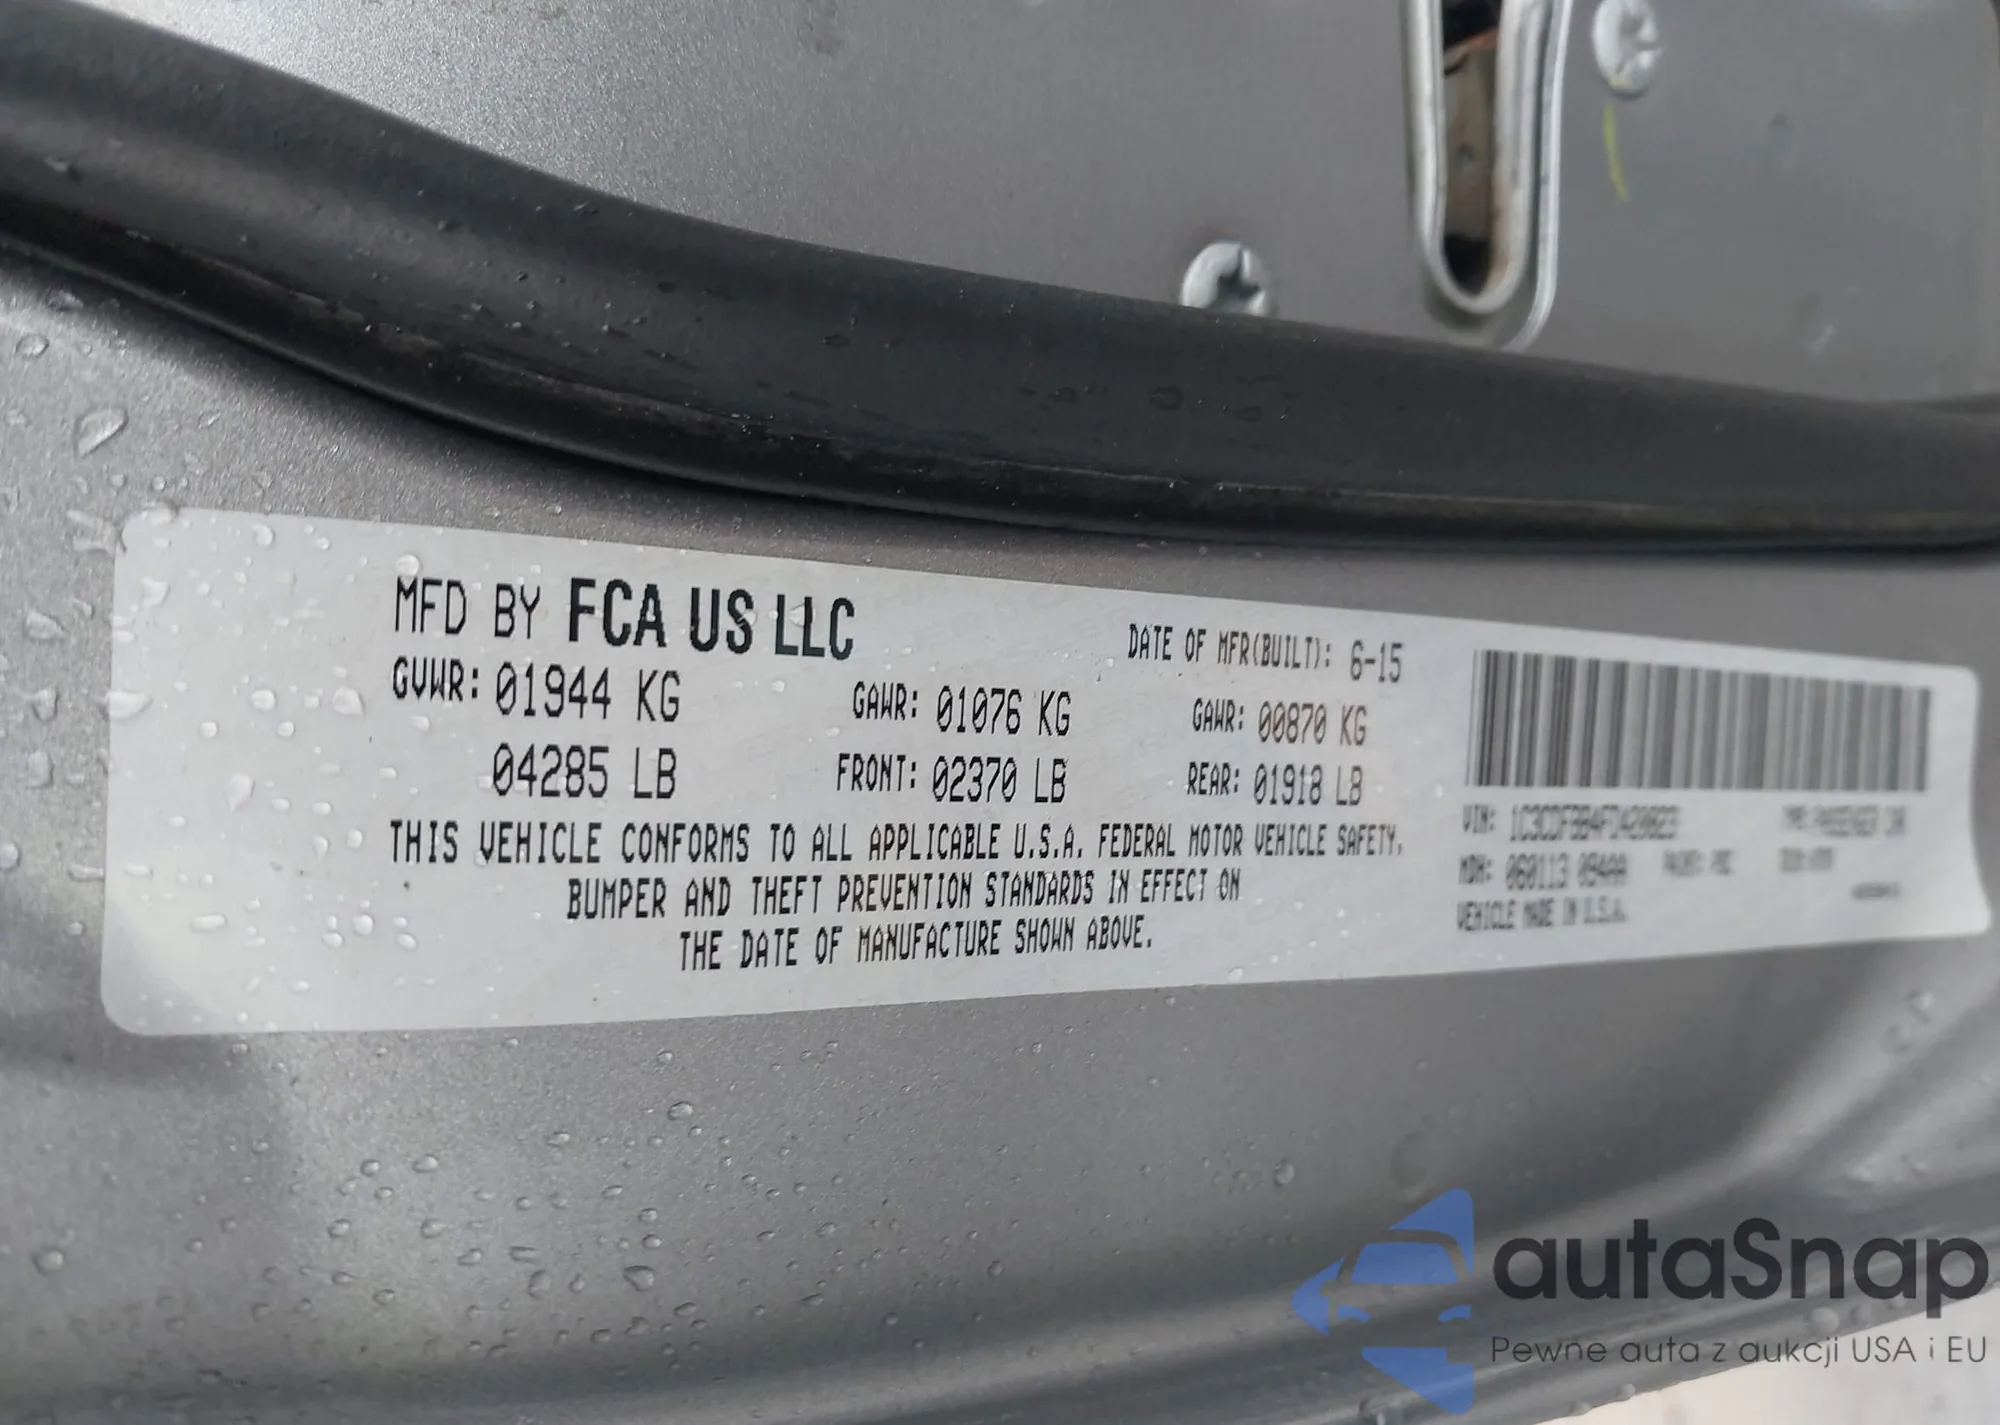 MFD BY FCA US LLC
DATE OF MFR(BUILT): 6-15
GVWR: 01944 KG
GAWR: 01076 KG
GAWR: 00870 KG
04285 LB
FRONT: 02370 LB
REAR: 01918 LB
THIS VEHICLE CONFORMS TO ALL APPLICABLE U.S.A. FEDERAL MOTOR VEHICLE SAFETY,
BUMPER AND THEFT PREVENTION STANDARDS IN EFFECT ON
THE DATE OF MANUFACTURE SHOWN ABOVE.
VIN:
MDH: 060113
VEHICLE MADE IN U.S.A.
autaSnap
Pewne auta z aukcji USA i EU